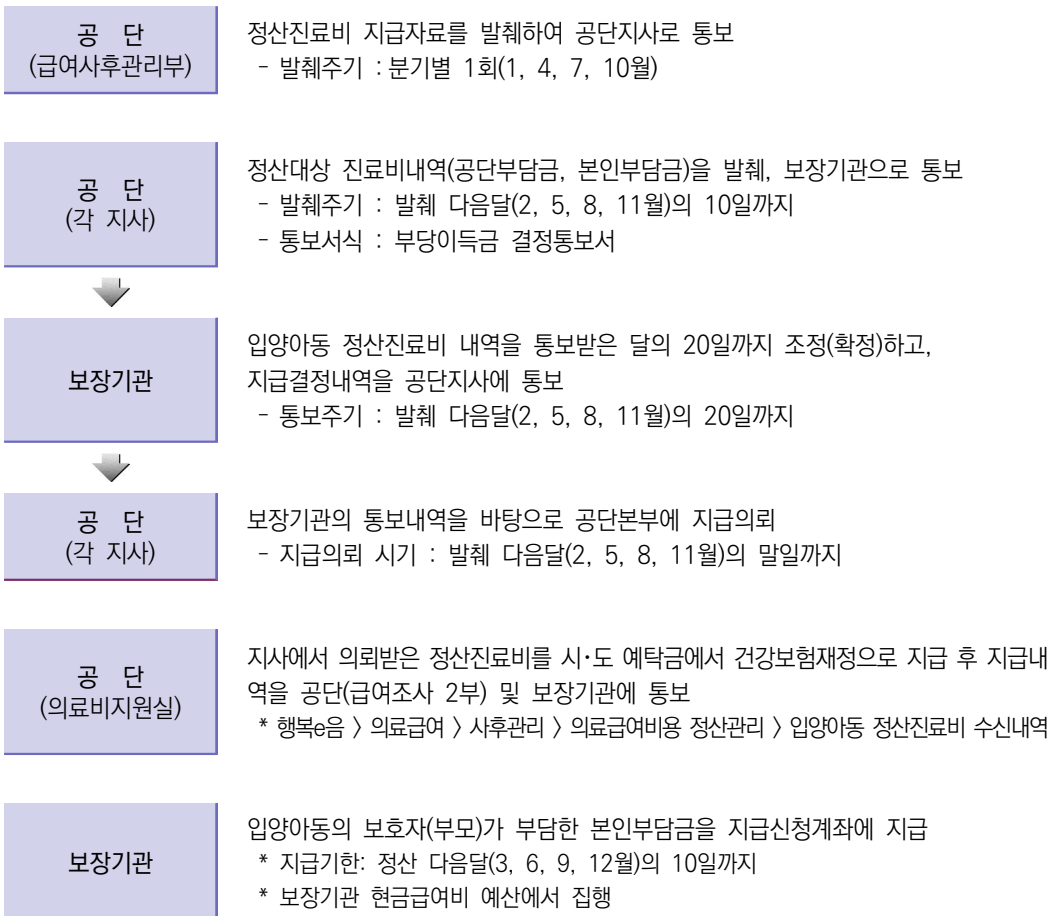 공 단
(급여사후관리부)
정산진료비 지급자료를 발췌하여 공단지사로 통보
- 발췌주기 : 분기별 1회(1, 4, 7, 10월)
공 단
(각 지사)
정산대상 진료비내역(공단부담금, 본인부담금)을 발췌, 보장기관으로 통보
- 발췌주기 : 발췌 다음달(2, 5, 8, 11월)의 10일까지
- 통보서식 : 부당이득금 결정통보서
보장기관
입양아동 정산진료비 내역을 통보받은 달의 20일까지 조정(확정)하고,
지급결정내역을 공단지사에 통보
- 통보주기 : 발췌 다음달(2, 5, 8, 11월)의 20일까지
공 단
(각 지사)
보장기관의 통보내역을 바탕으로 공단본부에 지급의뢰
- 지급의뢰 시기 : 발췌 다음달(2, 5, 8, 11월)의 말일까지
공 단
(의료비지원실)
지사에서 의뢰받은 정산진료비를 시·도 예탁금에서 건강보험재정으로 지급 후 지급내
역을 공단(급여조사 2부) 및 보장기관에 통보
* 행복e음 > 의료급여 > 사후관리 > 의료급여비용 정산관리 > 입양아동 정산진료비 수신내역
보장기관
입양아동의 보호자(부모)가 부담한 본인부담금을 지급신청계좌에 지급
* 지급기한: 정산 다음달(3, 6, 9, 12월)의 10일까지
* 보장기관 현금급여비 예산에서 집행